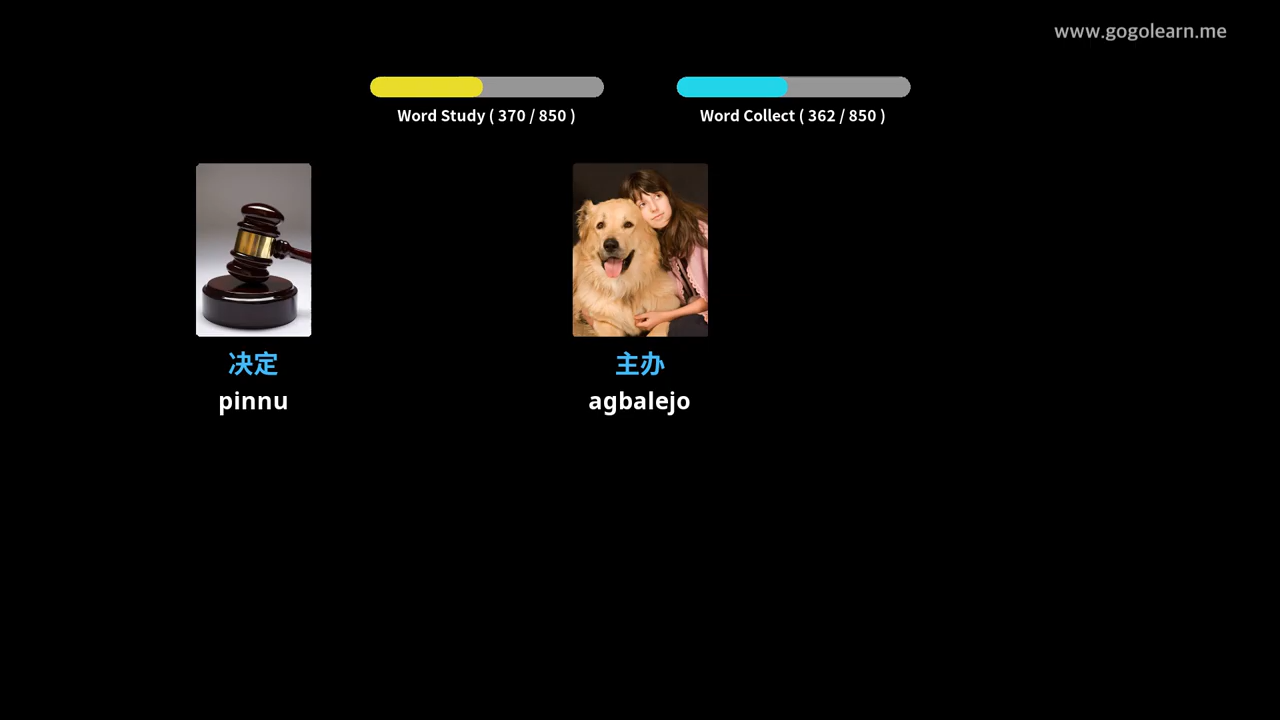 www.gogolearn.me
Word Study ( 370 / 850 )
Word Collect ( 362 / 850 )
决定
pinnu
主办
agbalejo